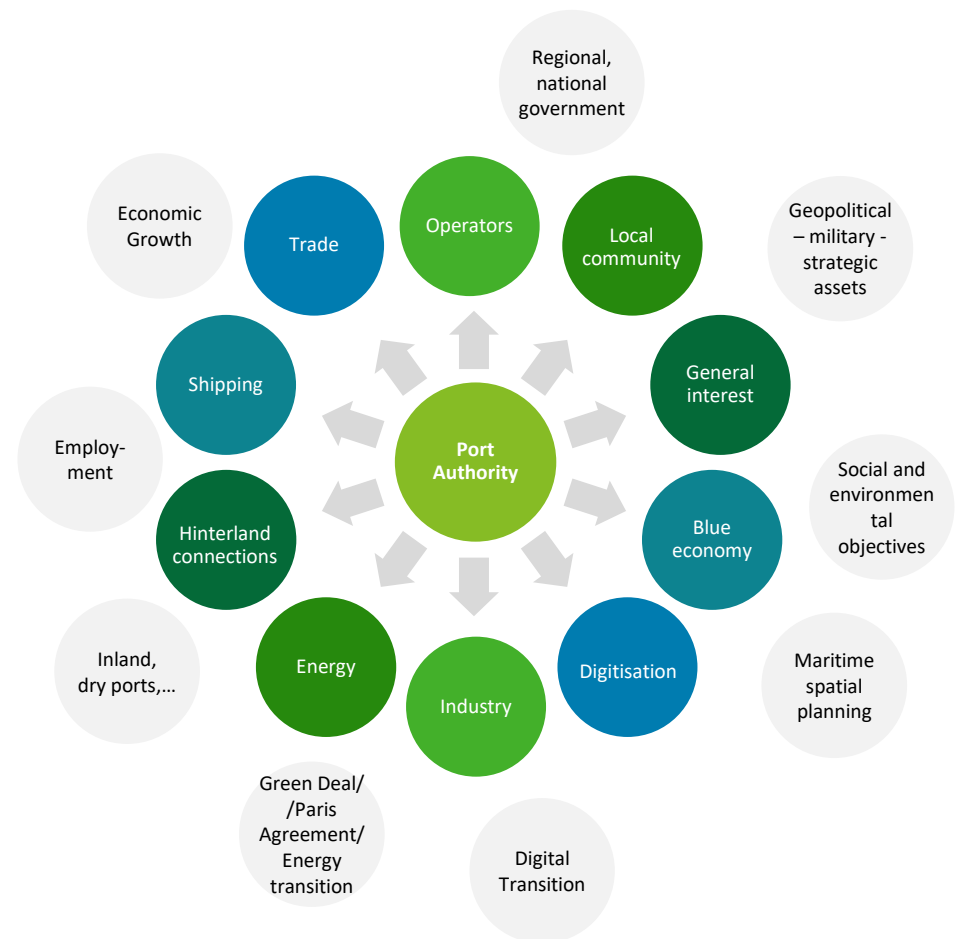 Regional,
national
government
Economic
Growth
Trade
Operators
Local
community
Geopolitical
– military -
strategic
assets
Shipping
General
interest
Employ-
ment
Port
Authority
Social and
environmen
tal
objectives
Hinterland
connections
Blue
economy
Inland,
dry ports,...
Energy
Industry
Digitisation
Maritime
spatial
planning
Green Deal/
/Paris
Agreement/
Energy
transition
Digital
Transition